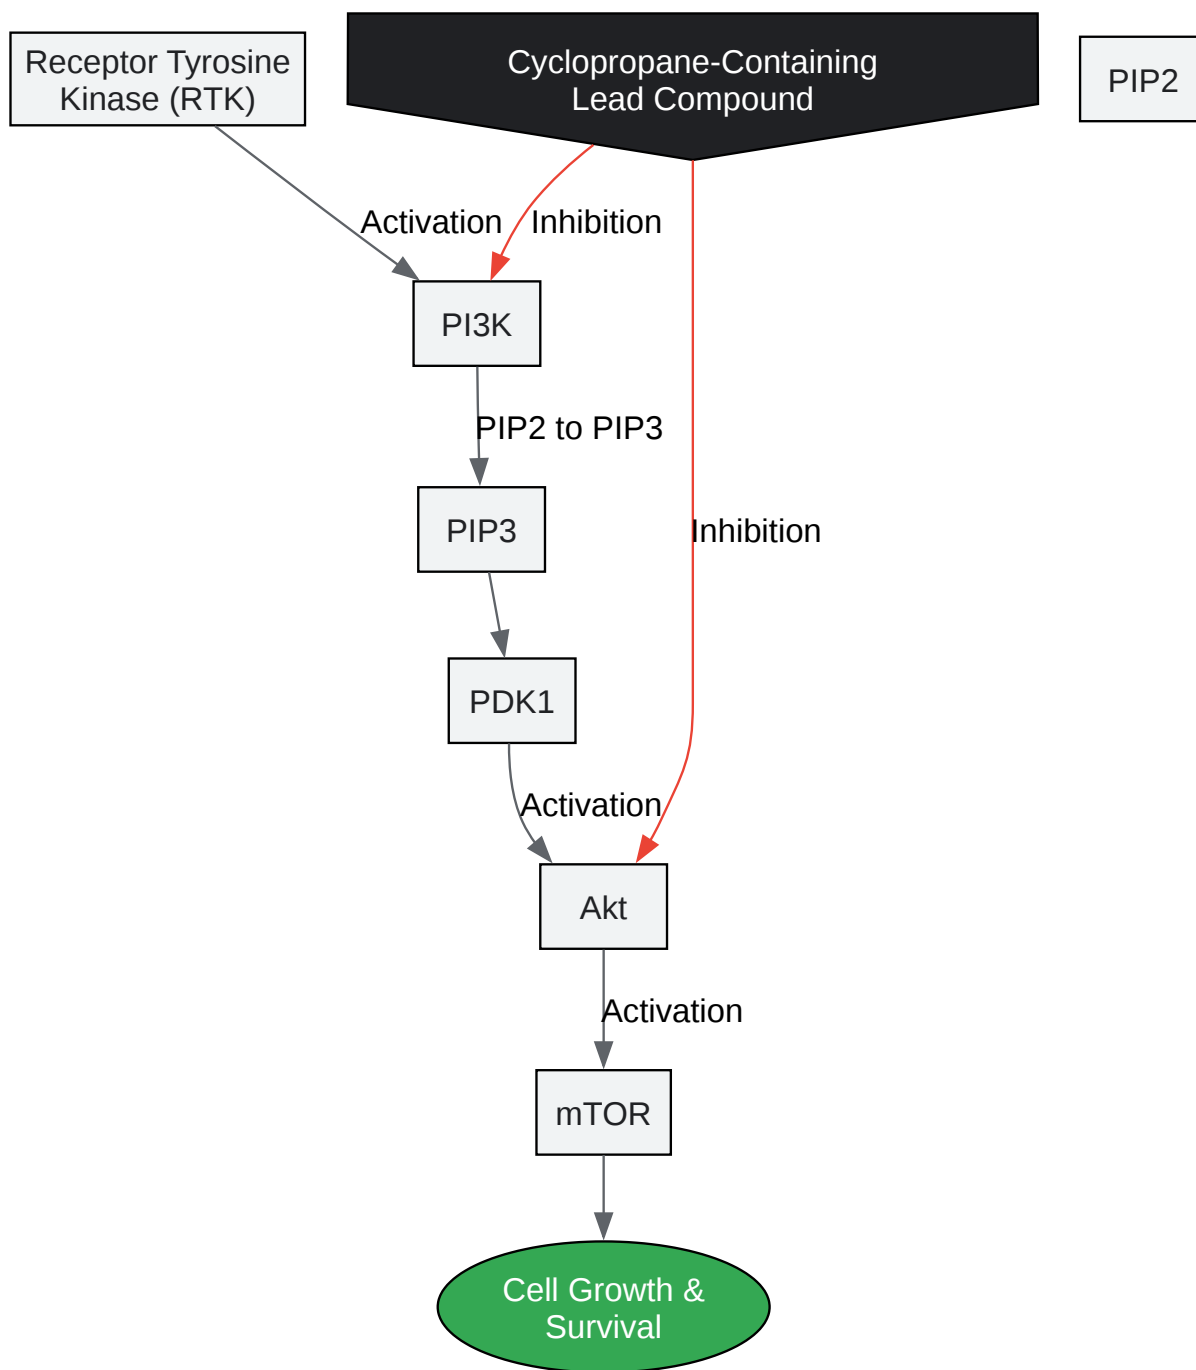 Receptor Tyrosine
Kinase (RTK)
Cyclopropane-Containing
Lead Compound
PIP2
Activation
Inhibition
PI3K
PIP2 to PIP3
PIP3
Inhibition
PDK1
Activation
Akt
Activation
mTOR
Cell Growth &
Survival